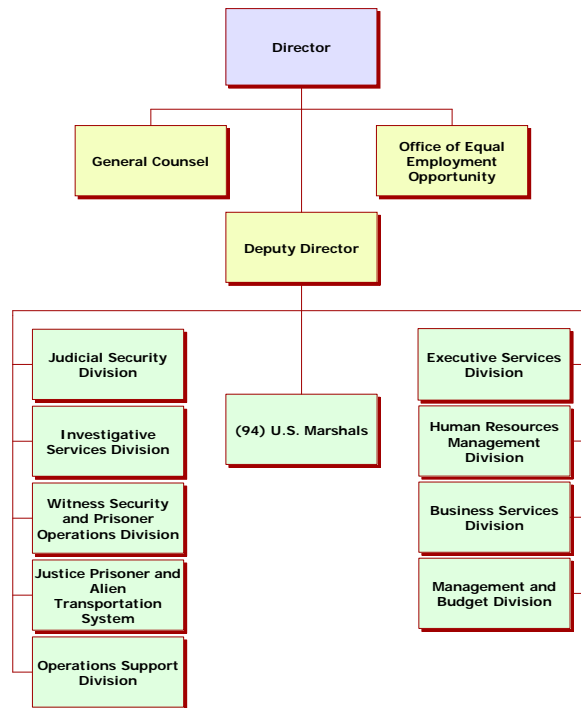 Director
General Counsel
Office of Equal
Employment
Opportunity
Deputy Director
Judicial Security
Division
Investigative
Services Division
Witness Security
and Prisoner
Operations Division
Justice Prisoner and
Alien
Transportation
System
Operations Support
Division
(94) U.S. Marshals
Executive Services
Division
Human Resources
Management
Division
Business Services
Division
Management and
Budget Division